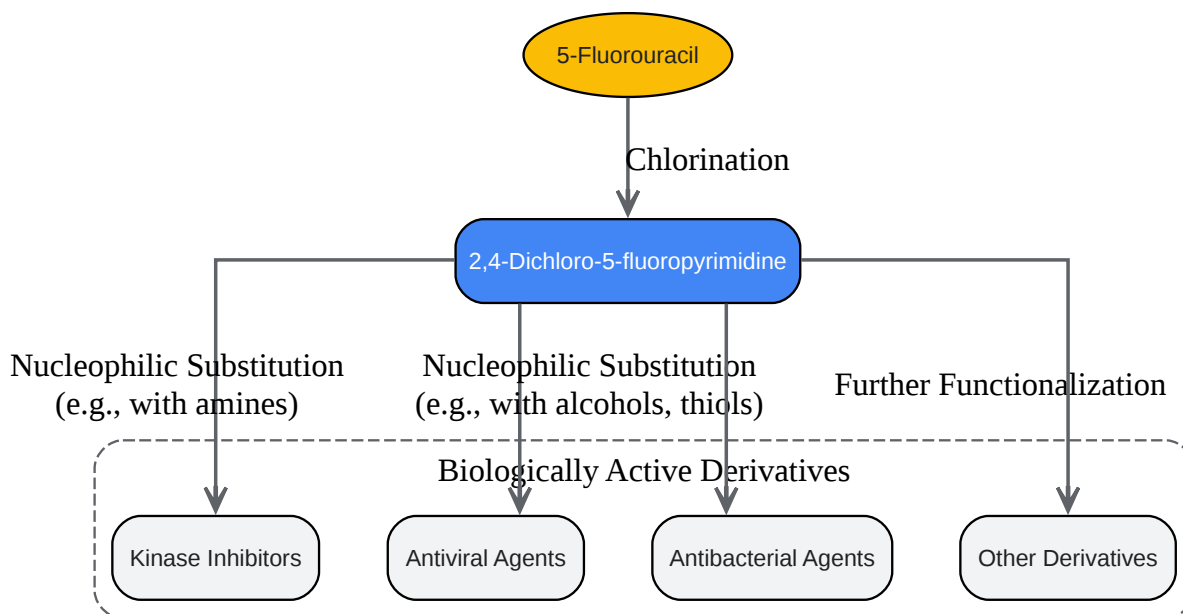 5-Fluorouracil
Chlorination
2,4-Dichloro-5-fluoropyrimidine
Nucleophilic Substitution
(e.g., with amines)
Nucleophilic Substitution
(e.g., with alcohols, thiols)
Further Functionalization
Biologically Active Derivatives
Kinase Inhibitors
Antiviral Agents
Antibacterial Agents
Other Derivatives